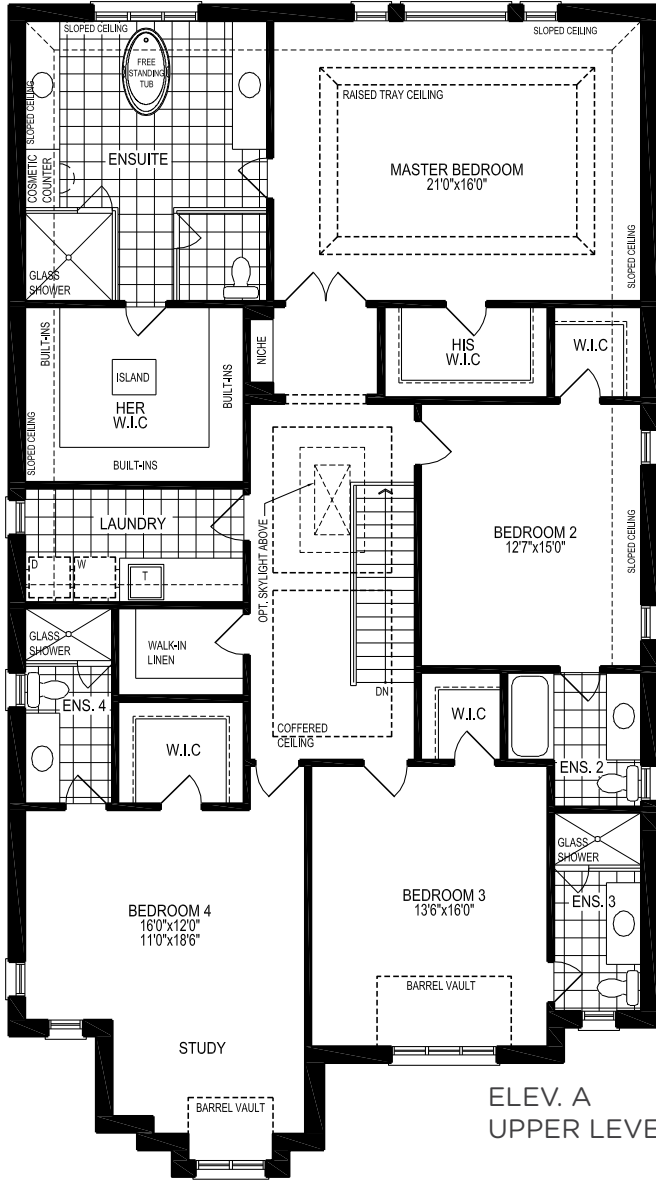 SLOPED CEILING
SLOPED CEILING
FREE
STANDING
TUB
SLOPED CEILING
RAISED TRAY CEILING
ENSUITE
COSMETIC
COUNTER
MASTER BEDROOM
21'0"x16'0"
SLOPED CEILING
GLASS
SHOWER
BUILT-INS
ISLAND
HER
W.I.C
BUILT-INS
NICHE
HIS
W.I.C
W.I.C
SLOPED CEILING
BUILT-INS
LAUNDRY
D
W
T
OPT. SKYLIGHT ABOVE
BEDROOM 2
12'7"x15'0"
SLOPED CEILING
GLASS
SHOWER
WALK-IN
LINEN
ENS. 4
DN
W.I.C
COFFERED
CEILING
W.I.C
ENS. 2
GLASS
SHOWER
BEDROOM 4
16'0"x12'0"
11'0"x18'6"
BEDROOM 3
13'6"x16'0"
ENS. 3
BARREL VAULT
STUDY
BARREL VAULT
ELEV. A
UPPER LEVE